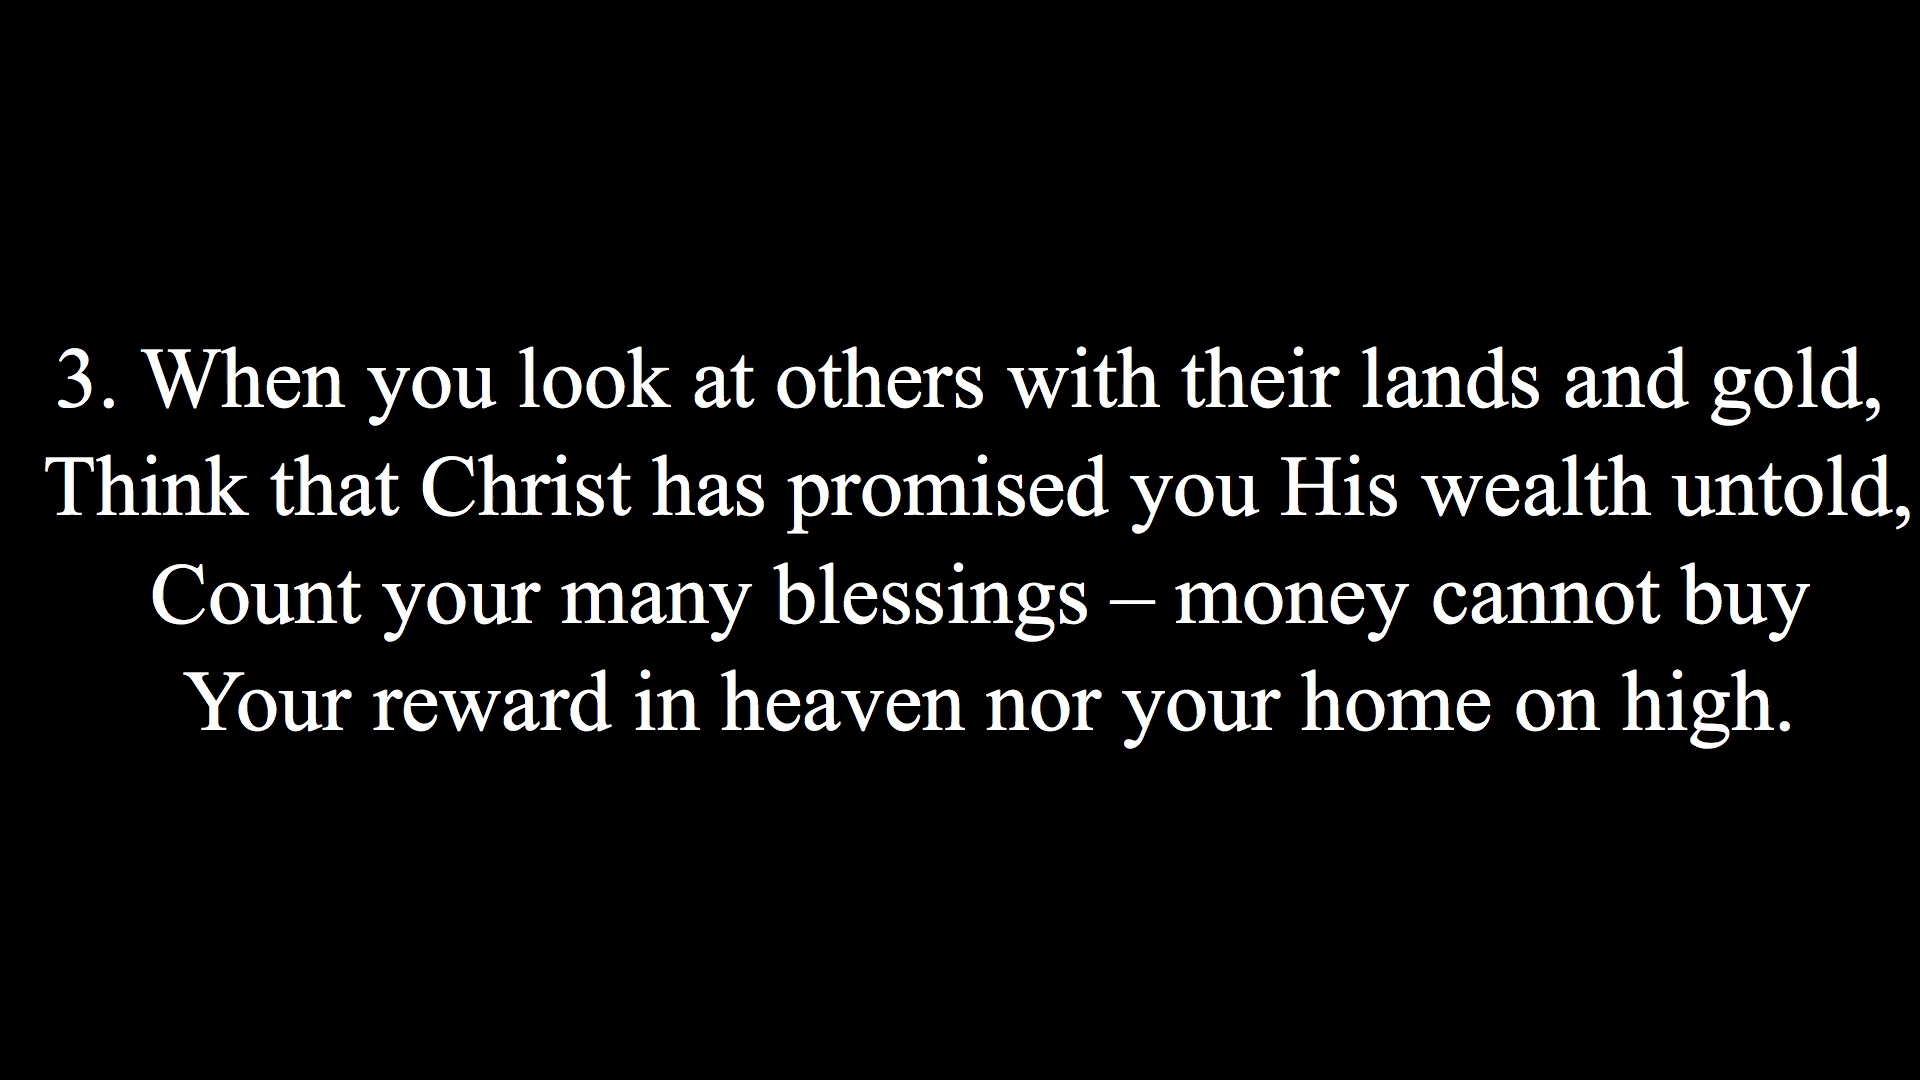 3. When you look at others with their lands and gold,
Think that Christ has promised you His wealth untold,
Count your many blessings – money cannot buy
Your reward in heaven nor your home on high.